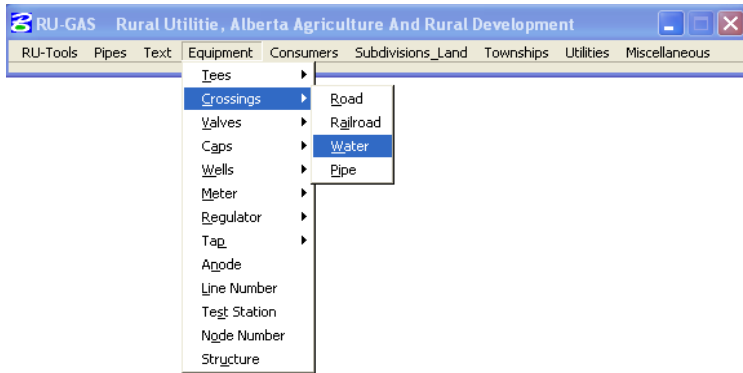 RU-GAS Rural Utilitie, Alberta Agriculture And Rural Development
RU-Tools Pipes Text Equipment Consumers Subdivisions_Land Townships Utilities Miscellaneous
Tees
Crossings
Road
Valves
Railroad
Caps
Water
Wells
Pipe
Meter
Regulator
Tap
Anode
Line Number
Test Station
Node Number
Structure